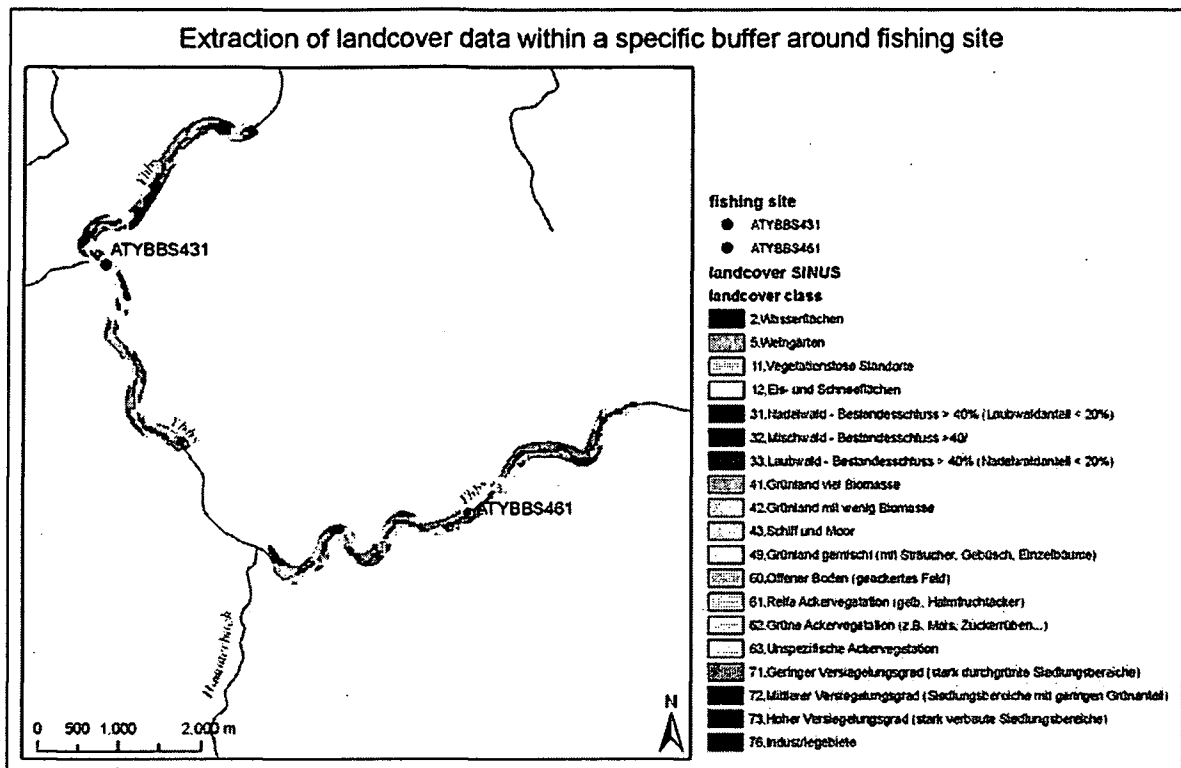 Extraction of landcover data within a specific buffer around fishing site
Ybbs
ATYBBS431
Ybbs
Ybbs
ATYBBS461
N
0 500 1.000 2.000 m
fishing site
ATYBBS431
ATYBBS461
landcover SINUS
landcover class
2,Wasserflächen
5,Weingärten
11,Vegetationslose Standorte
12,Eis- und Schneeflächen
31,Nadelwald - Bestandesschluss > 40% (Laubwaldanteil < 20%)
32,Mischwald - Bestandesschluss >40/
33,Laubwald - Bestandesschluss > 40% (Nadelwaldanteil < 20%)
41,Grünland viel Biomasse
42,Grünland mit wenig Biomasse
43,Schilf und Moor
49,Grünland gemischt (mit Sträucher, Gebüsch, Einzelbäume)
60,Offener Boden (geackertes Feld)
61,Reife Ackervegetation (gelb, Halmfruchtäcker)
62,Grüne Ackervegetation (z.B. Mais, Zuckerrüben...)
63,Unspezifische Ackervegetation
71,Geringer Versiegelungsgrad (stark durchgrünte Siedlungsbereiche)
72,Mittlerer Versiegelungsgrad (Siedlungsbereiche mit geringen Grünanteil)
73,Hoher Versiegelungsgrad (stark verbaute Siedlungsbereiche)
76,Industriegebiete